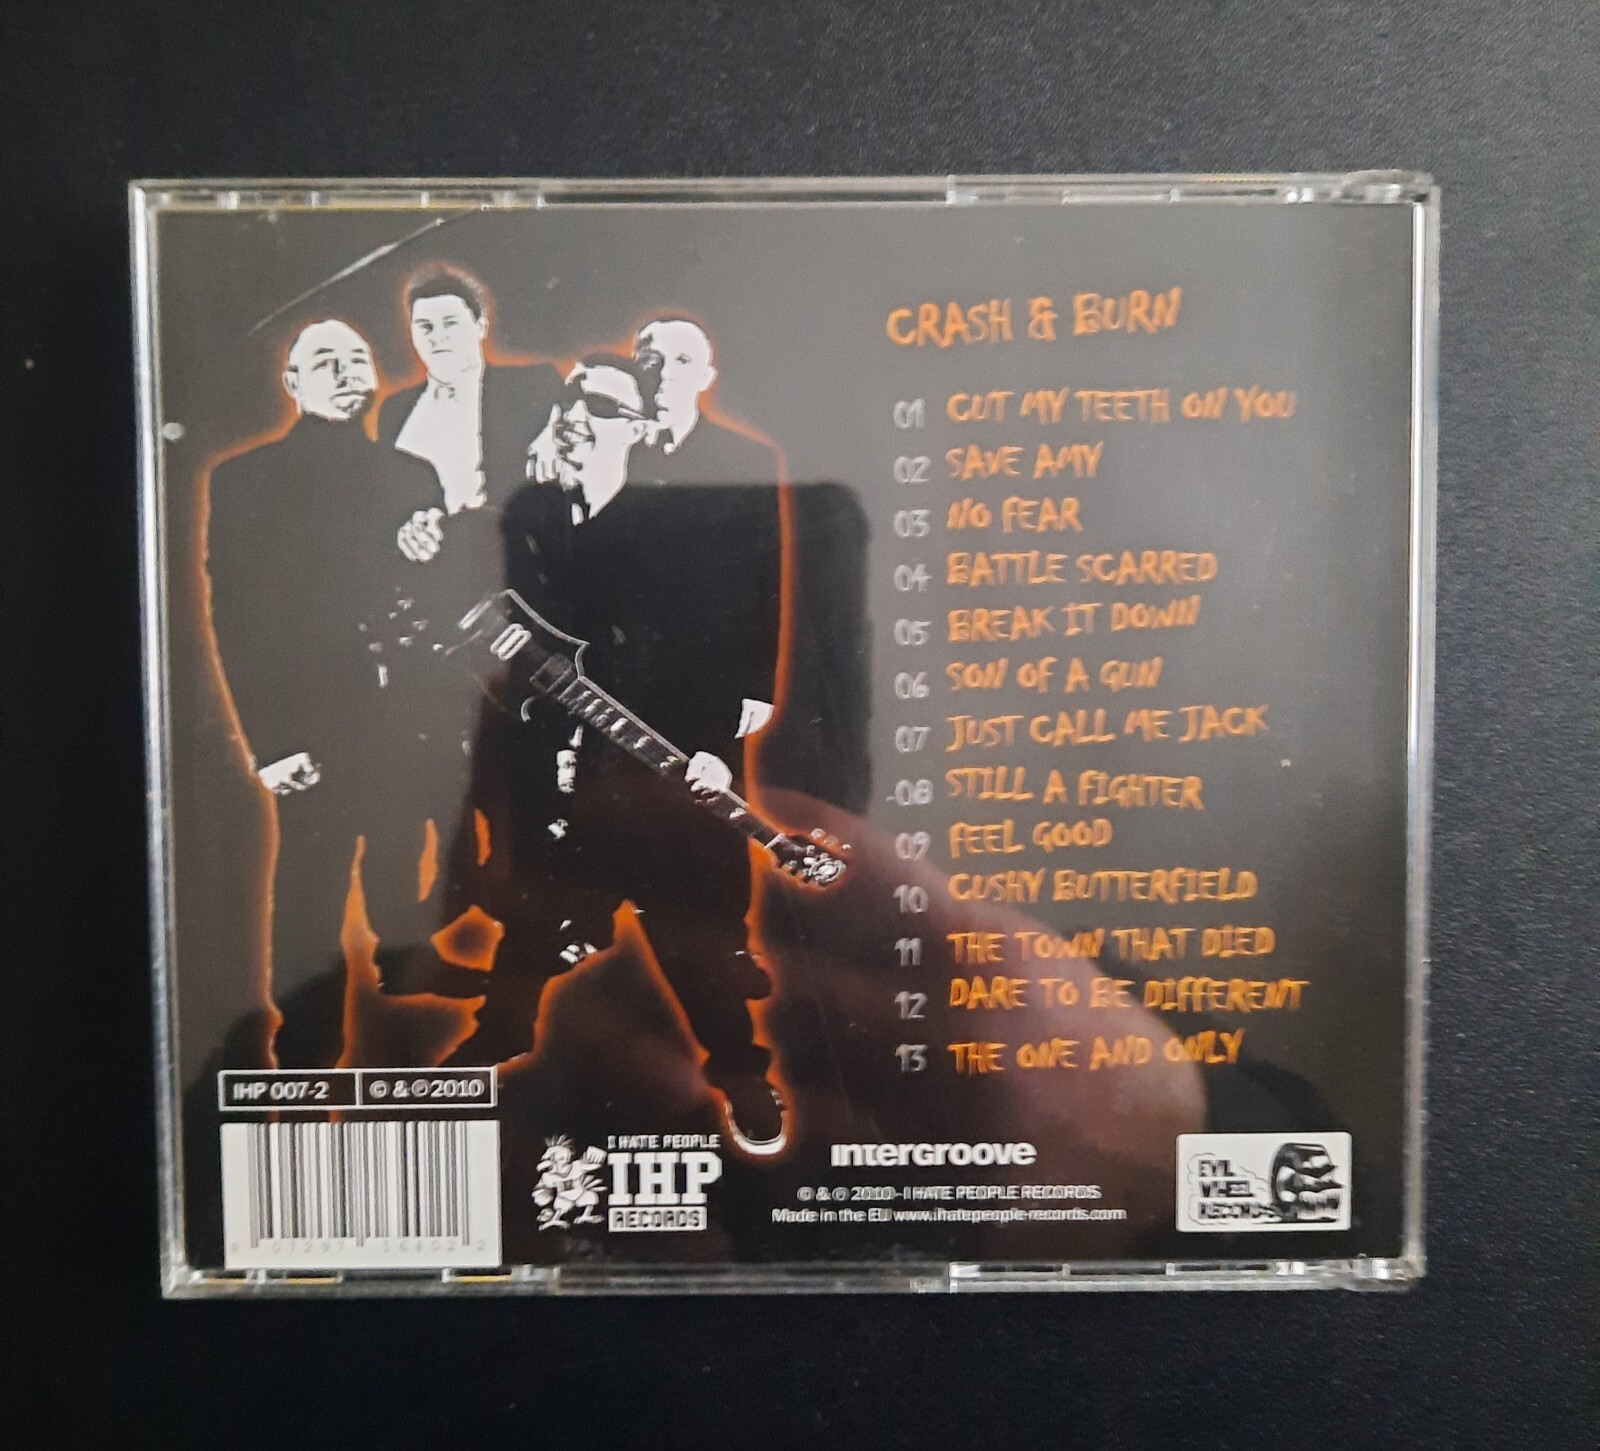 CRASH & BURN
01 CUT MY TEETH ON YOU
02 SAVE AMY
03 NO FEAR
04 BATTLE SCARRED
05 BREAK IT DOWN
06 SON OF A GUN
07 JUST CALL ME JACK
08 STILL A FIGHTER
09 FEEL GOOD
10 CUSHY BUTTERFIELD
11 THE TOWN THAT DIED
12 DARE TO BE DIFFERENT
13 THE ONE AND ONLY
IHP 007-2 © & ℗ 2010
07297 16402 2
I HATE PEOPLE
IHP
RECORDS
intergroove
© & ℗ 2010 - I HATE PEOPLE RECORDS
Made in the EU www.ihatepeople-records.com
EVIL
RECORDS